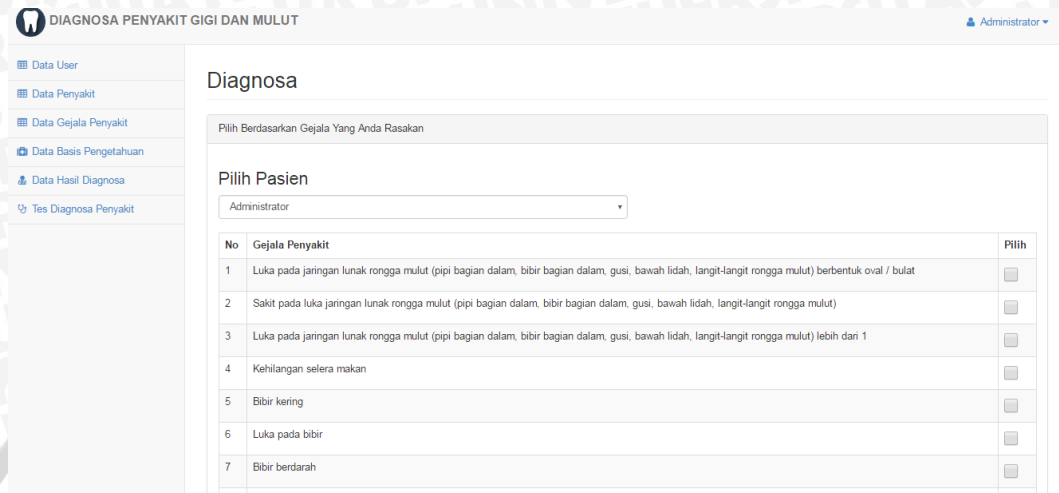 DIAGNOSA PENYAKIT GIGI DAN MULUT
Administrator
Data User
Data Penyakit
Data Gejala Penyakit
Data Basis Pengetahuan
Data Hasil Diagnosa
Tes Diagnosa Penyakit
Diagnosa
Pilih Berdasarkan Gejala Yang Anda Rasakan
Pilih Pasien
Administrator
No Gejala Penyakit Pilih
1 Luka pada jaringan lunak rongga mulut (pipi bagian dalam, bibir bagian dalam, gusi, bawah lidah, langit-langit rongga mulut) berbentuk oval / bulat
2 Sakit pada luka jaringan lunak rongga mulut (pipi bagian dalam, bibir bagian dalam, gusi, bawah lidah, langit-langit rongga mulut)
3 Luka pada jaringan lunak rongga mulut (pipi bagian dalam, bibir bagian dalam, gusi, bawah lidah, langit-langit rongga mulut) lebih dari 1
4 Kehilangan selera makan
5 Bibir kering
6 Luka pada bibir
7 Bibir berdarah